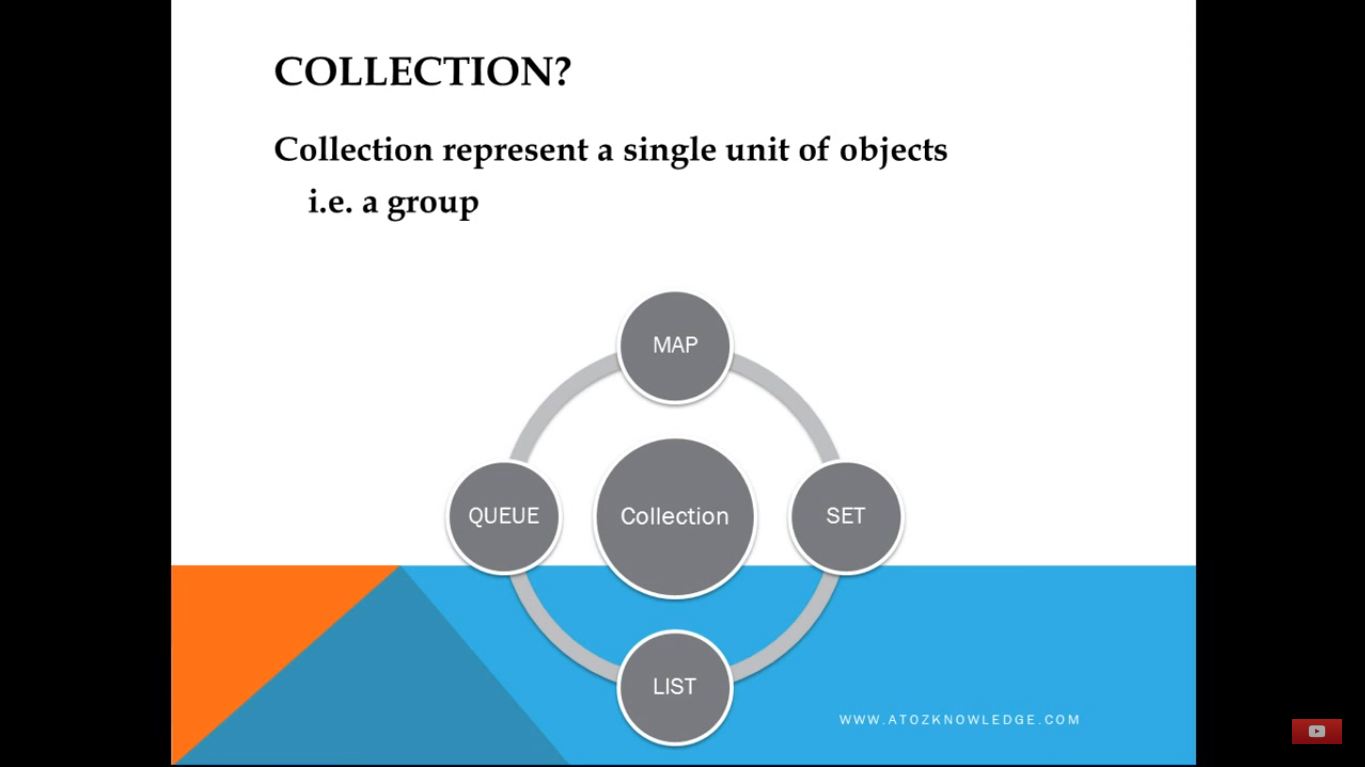 COLLECTION?
Collection represent a single unit of objects
i.e. a group
MAP
QUEUE
Collection
SET
LIST
WWW.ATOZKNOWLEDGE.COM